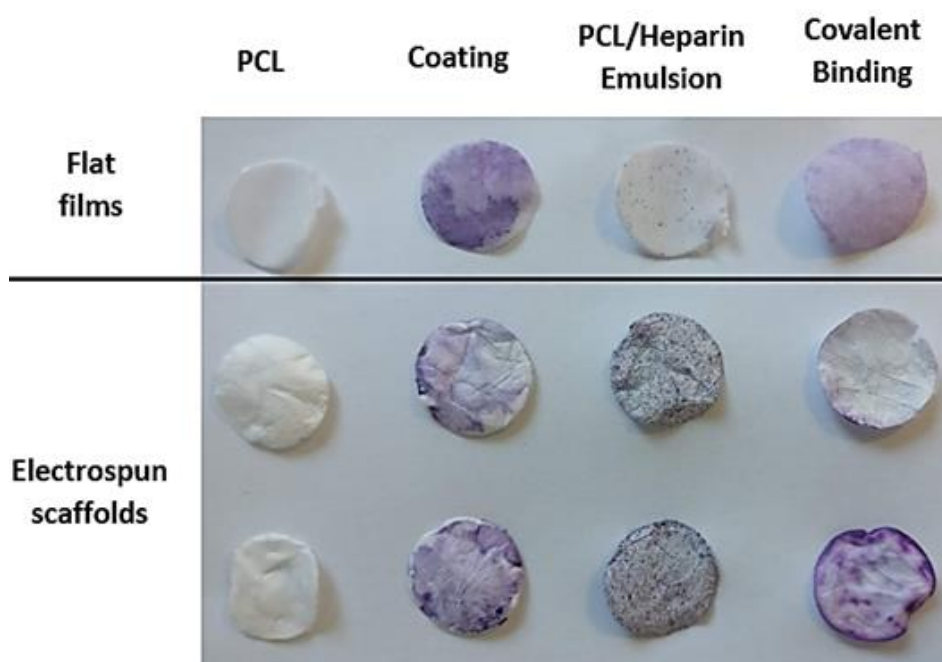 PCL
Coating
PCL/Heparin
Emulsion
Covalent
Binding
Flat
films
Electrospun
scaffolds